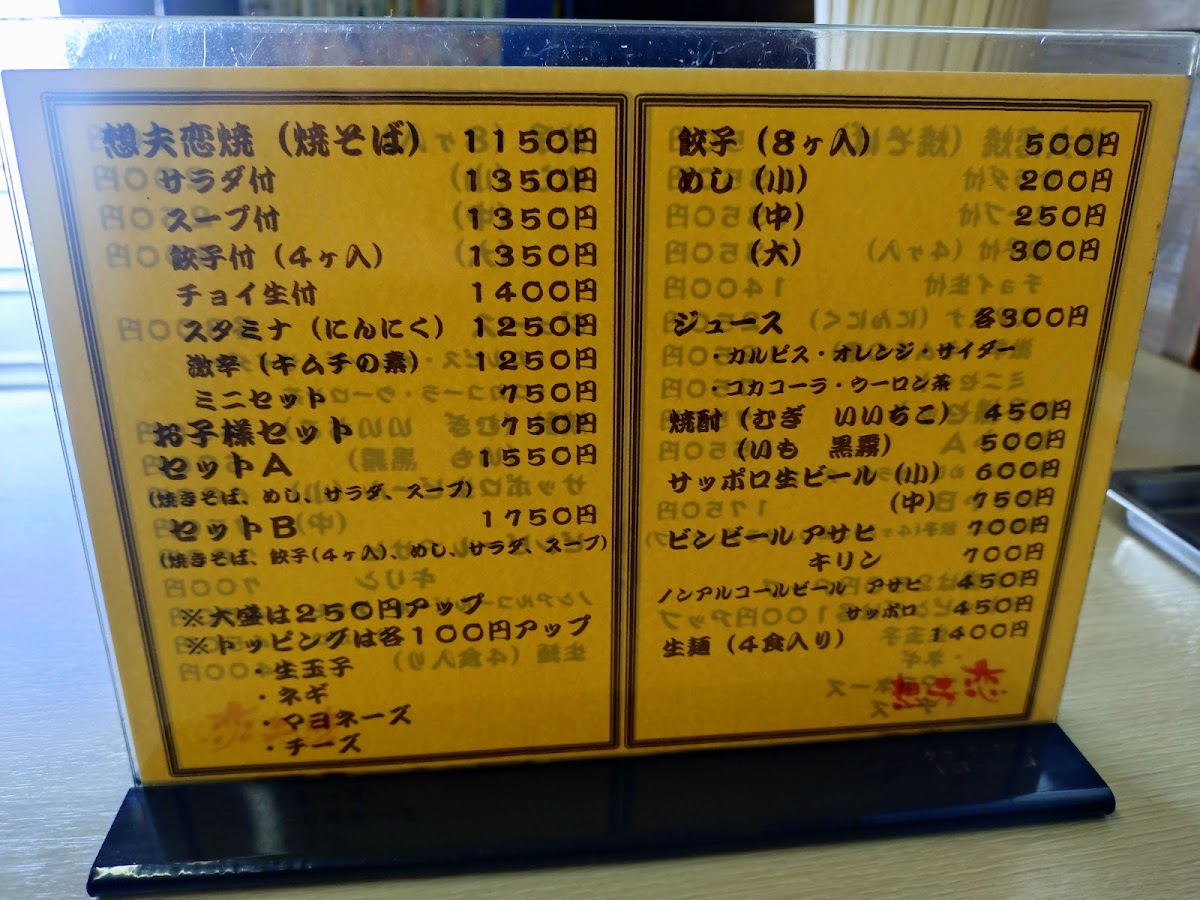 想夫恋焼（焼そば） 1150円
サラダ付 1350円
スープ付 1350円
餃子付（4ヶ入） 1350円
チョイ生付 1400円
スタミナ（にんにく） 1250円
激辛（キムチの素） 1250円
ミニセット 750円
お子様セット 750円
セットA 1550円
（焼きそば、めし、サラダ、スープ）
セットB 1750円
（焼きそば、餃子（4ヶ入）、めし、サラダ、スープ）
※大盛は250円アップ
※トッピングは各100円アップ
・生玉子
・ネギ
・マヨネーズ
・チーズ
餃子（8ヶ入） 500円
めし（小） 200円
（中） 250円
（大） 300円
ジュース 各300円
・カルピス・オレンジ・サイダー
・コカコーラ・ウーロン茶
焼酎（むぎ いいちこ） 450円
（いも 黒霧） 500円
サッポロ生ビール（小） 600円
（中） 750円
ビンビール アサヒ 700円
キリン 700円
ノンアルコールビール アサヒ 450円
サッポロ 450円
生麺（4食入り） 1400円